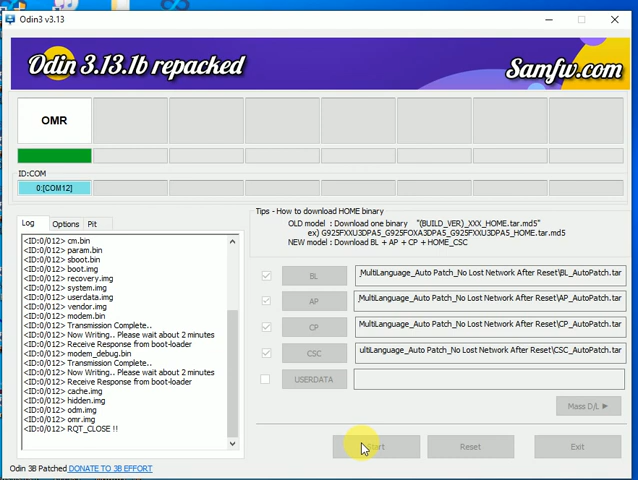 Odin3 v3.13
Odin 3.13.1b repacked
Samfw.com
OMR
ID:COM
0:[COM12]
Log
Options
Pit
<ID:0/012> cm.bin
<ID:0/012> param.bin
<ID:0/012> sboot.bin
<ID:0/012> boot.img
<ID:0/012> recovery.img
<ID:0/012> system.img
<ID:0/012> userdata.img
<ID:0/012> vendor.img
<ID:0/012> modem.bin
<ID:0/012> Transmission Complete..
<ID:0/012> Now Writing.. Please wait about 2 minutes
<ID:0/012> Receive Response from boot-loader
<ID:0/012> modem_debug.bin
<ID:0/012> Transmission Complete..
<ID:0/012> Now Writing.. Please wait about 2 minutes
<ID:0/012> Receive Response from boot-loader
<ID:0/012> cache.img
<ID:0/012> hidden.img
<ID:0/012> odm.img
<ID:0/012> omr.img
<ID:0/012> RQT_CLOSE !!
Tips - How to download HOME binary
OLD model : Download one binary "(BUILD_VER)_XXX_HOME.tar.md5"
ex) G925FXXU3DPA5_G925FOXA3DPA5_G925FXXU3DPA5_HOME.tar.md5
NEW model : Download BL + AP + CP + HOME_CSC
BL
MultiLanguage_Auto Patch_No Lost Network After Reset\BL_AutoPatch.tar
AP
MultiLanguage_Auto Patch_No Lost Network After Reset\AP_AutoPatch.tar
CP
MultiLanguage_Auto Patch_No Lost Network After Reset\CP_AutoPatch.tar
CSC
ultiLanguage_Auto Patch_No Lost Network After Reset\CSC_AutoPatch.tar
USERDATA
Mass D/L ►
Start
Reset
Exit
Odin 3B Patched DONATE TO 3B EFFORT